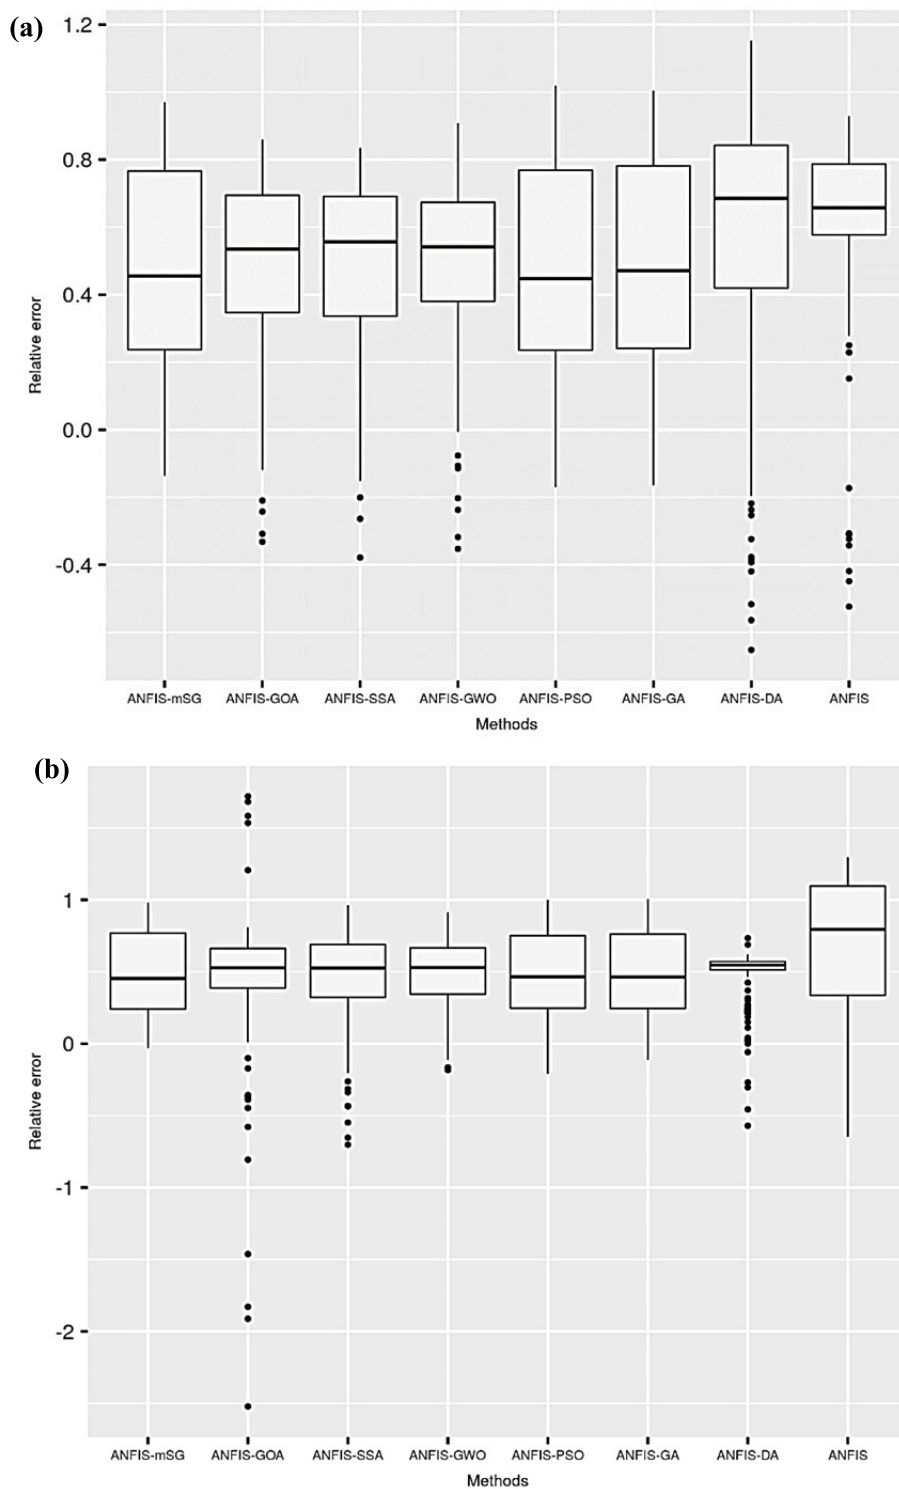 (a)
1.2
0.8
0.4
0.0
-0.4
Relative error
ANFIS-mSG ANFIS-GOA ANFIS-SSA ANFIS-GWO ANFIS-PSO ANFIS-GA ANFIS-DA ANFIS
Methods
(b)
1
0
-1
-2
Relative error
ANFIS-mSG ANFIS-GOA ANFIS-SSA ANFIS-GWO ANFIS-PSO ANFIS-GA ANFIS-DA ANFIS
Methods